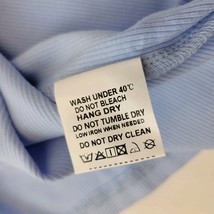 WASH UNDER 40℃
DO NOT BLEACH
HANG DRY
DO NOT TUMBLE DRY
LOW IRON WHEN NEEDED
DO NOT DRY CLEAN